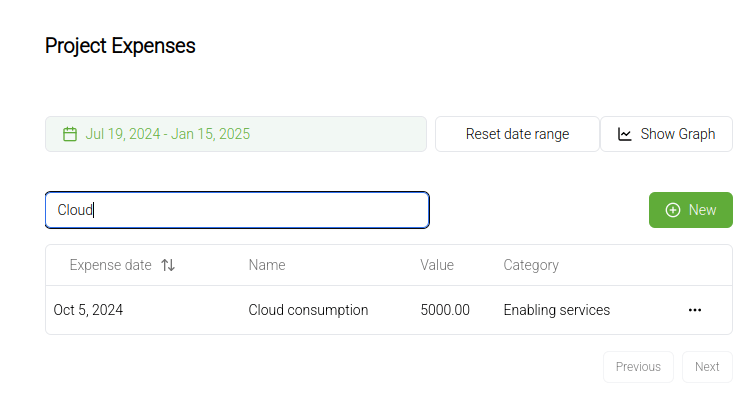 Project Expenses
Jul 19, 2024 - Jan 15, 2025
Reset date range
Show Graph
Cloud
New
Expense date Name Value Category
Oct 5, 2024 Cloud consumption 5000.00 Enabling services
Previous Next